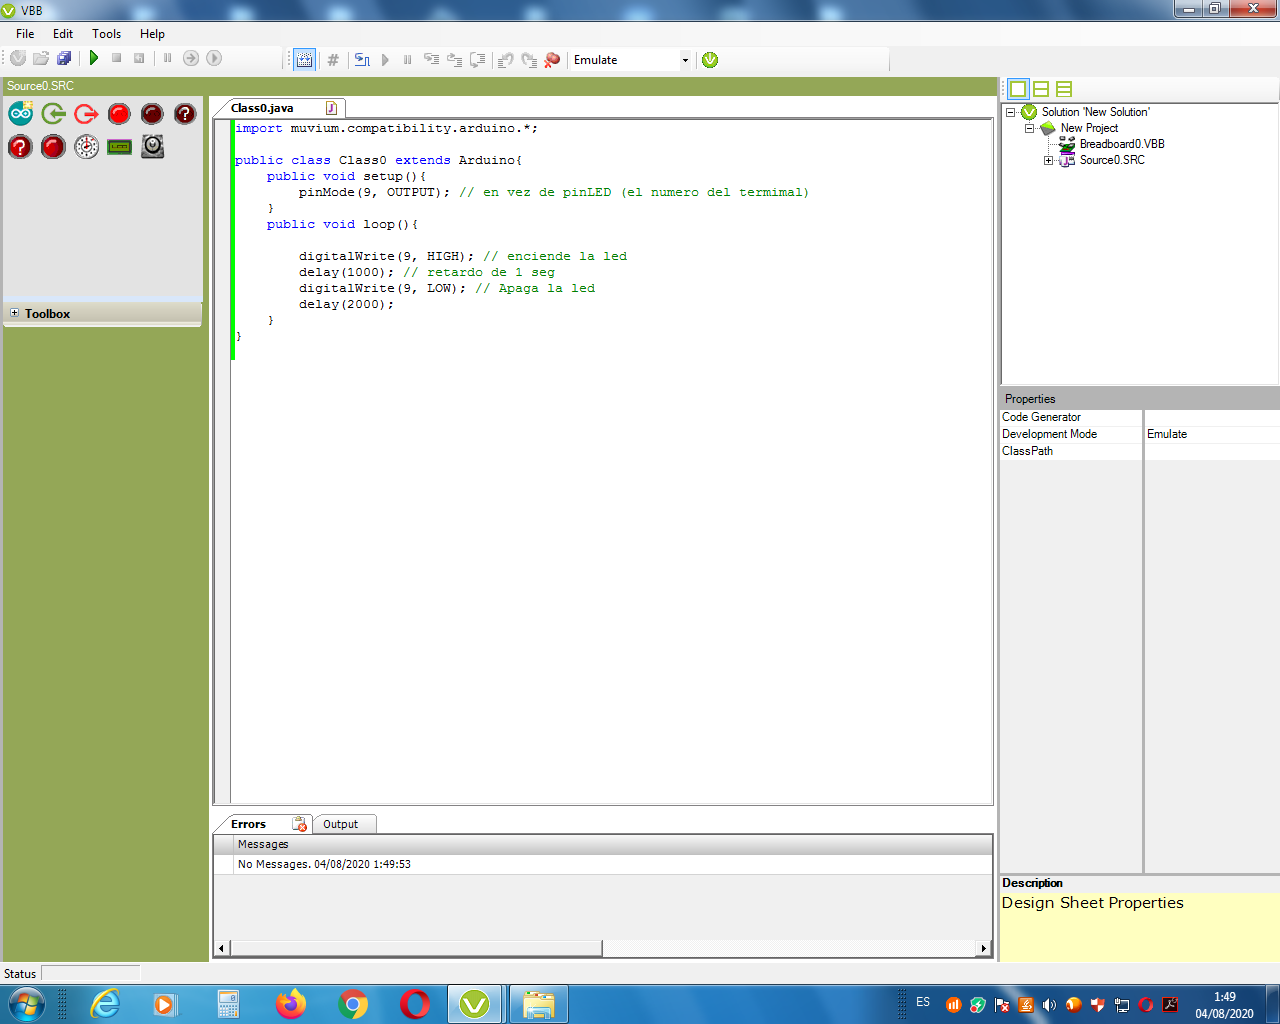 VBB
File Edit Tools Help
Emulate
Source0.SRC
Class0.java
import muvium.compatibility.arduino.*;
public class Class0 extends Arduino{
public void setup(){
pinMode(9, OUTPUT); // en vez de pinLED (el numero del termimal)
}
public void loop(){
digitalWrite(9, HIGH); // enciende la led
delay(1000); // retardo de 1 seg
digitalWrite(9, LOW); // Apaga la led
delay(2000);
}
}
Toolbox
Solution 'New Solution'
New Project
Breadboard0.VBB
Source0.SRC
Properties
Code Generator
Development Mode Emulate
ClassPath
Errors Output
Messages
No Messages. 04/08/2020 1:49:53
Description
Design Sheet Properties
Status
ES
1:49
04/08/2020